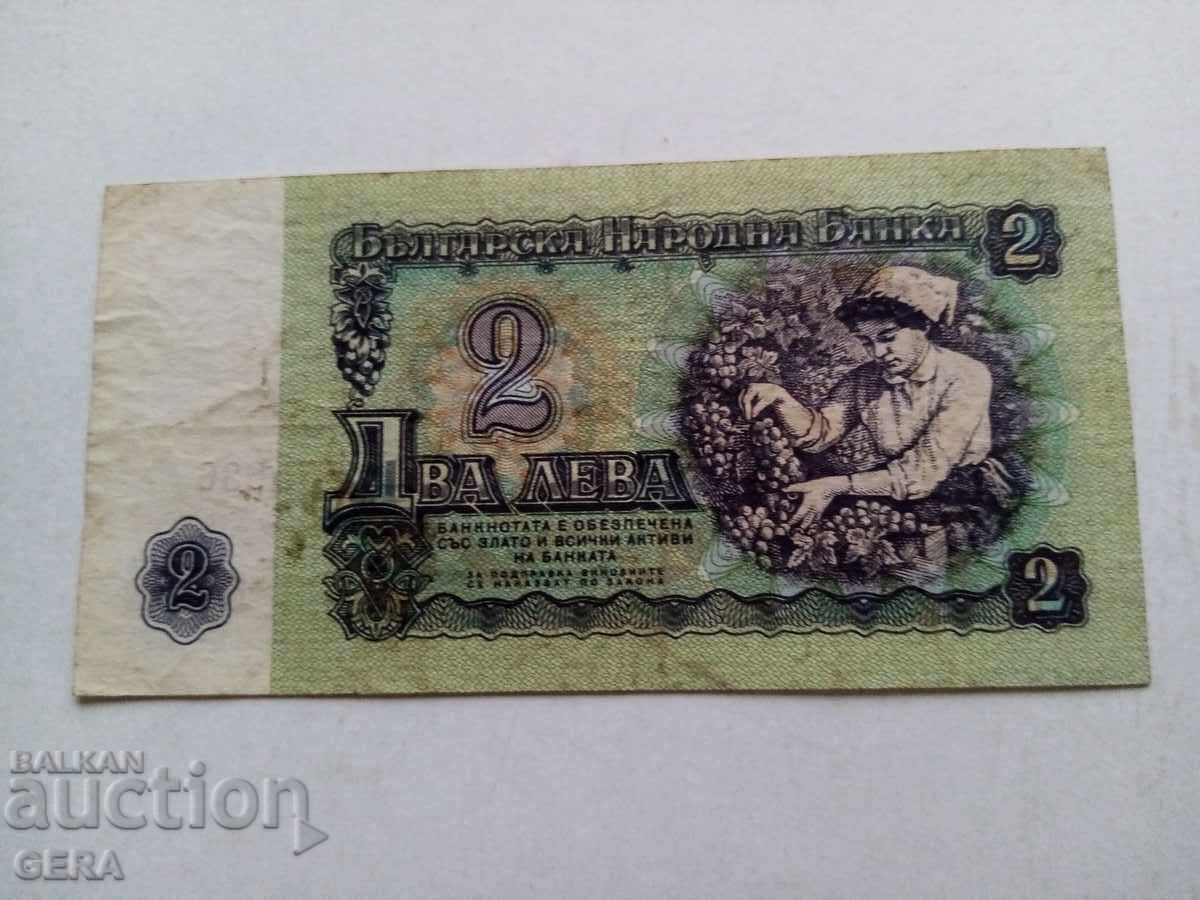 Българска Народна Банка
2
2
Два лева
Банкнотата е обезпечена
със злато и всички активи
на банката
За подправка виновните
се наказват по закона
2
2
BALKAN
auction
GERA